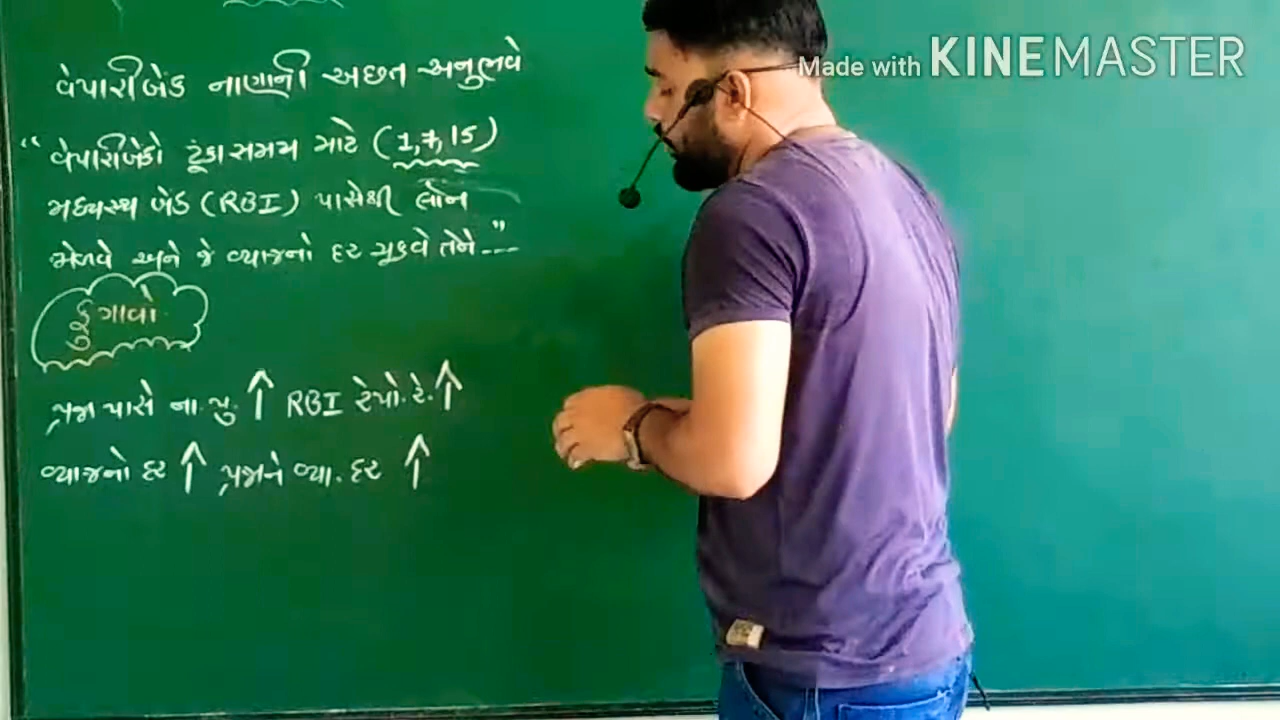 Made with KINEMASTER
વેપારીબેંક નાણાની અછત અનુભવે
“વેપારીબેંકો ટૂંકાસમય માટે (1,7,15)
મધ્યસ્થ બેંક (RBI) પાસેથી લોન
મેળવે અને જે વ્યાજનો દર ચૂકવે તેને---”
ફુગાવો
પ્રજા પાસે ના.પુ. ↑ RBI રેપો.રે. ↑
વ્યાજનો દર ↑ પ્રજાને વ્યા. દર ↑